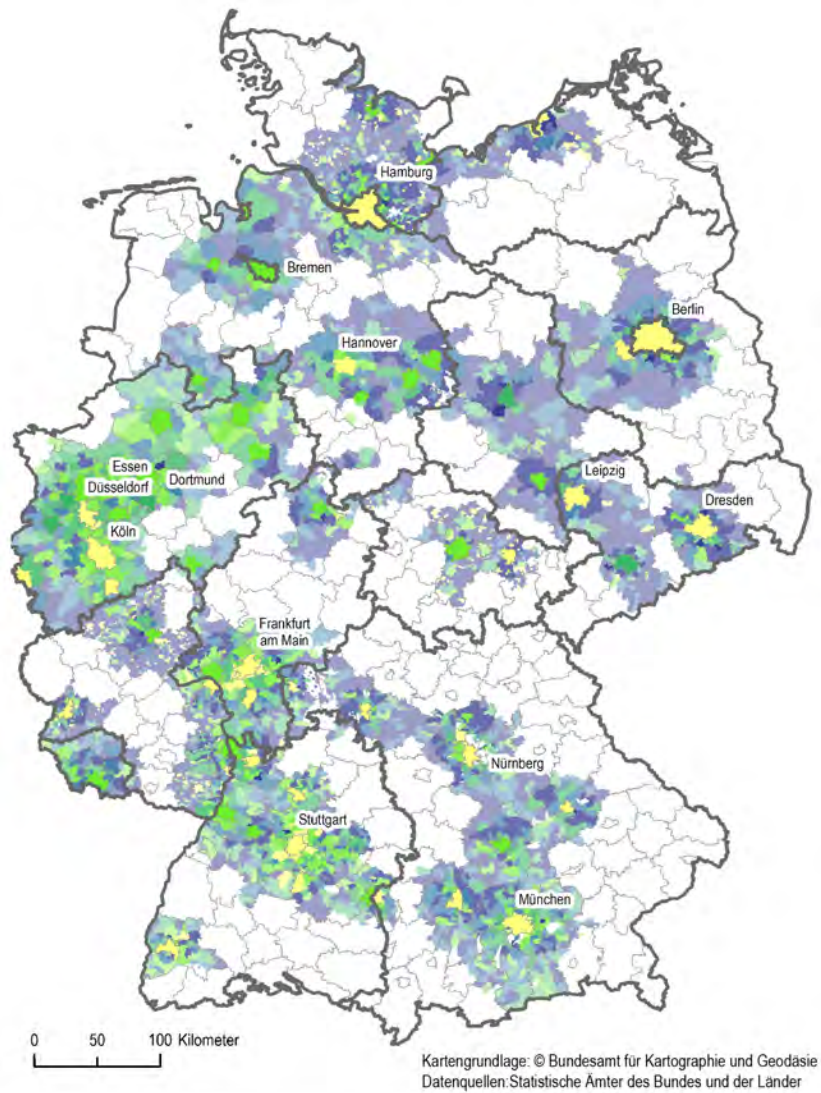 Hamburg
Bremen
Berlin
Hannover
Essen
Dortmund
Düsseldorf
Leipzig
Dresden
Köln
Frankfurt
am Main
Nürnberg
Stuttgart
München
0 50 100 Kilometer
Kartengrundlage: © Bundesamt für Kartographie und Geodäsie
Datenquellen:Statistische Ämter des Bundes und der Länder